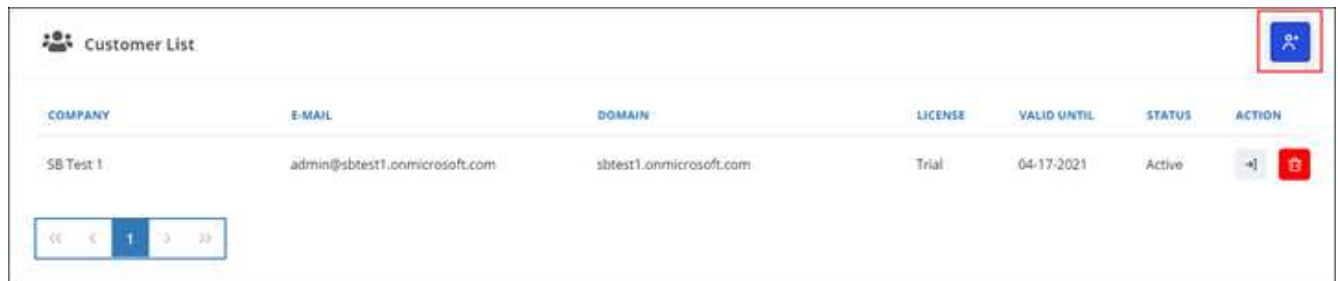 Customer List
COMPANY E-MAIL DOMAIN LICENSE VALID UNTIL STATUS ACTION
SB Test 1 admin@sbtest1.onmicrosoft.com sbtest1.onmicrosoft.com Trial 04-17-2021 Active
<< < 1 > >>